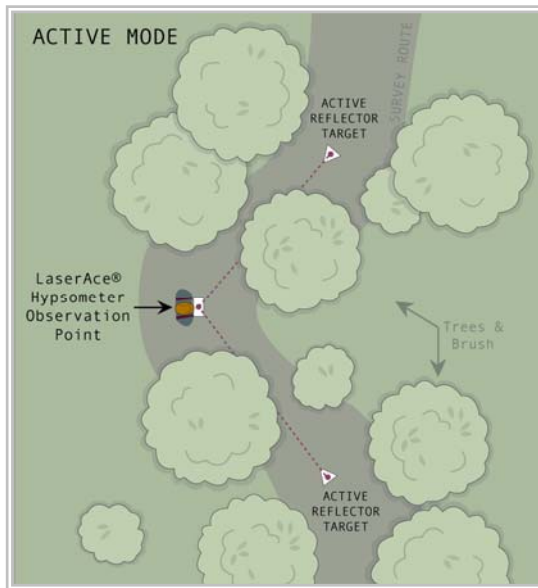 ACTIVE MODE
SURVEY ROUTE
ACTIVE
REFLECTOR
TARGET
LaserAce®
Hypsometer
Observation
Point
Trees &
Brush
ACTIVE
REFLECTOR
TARGET